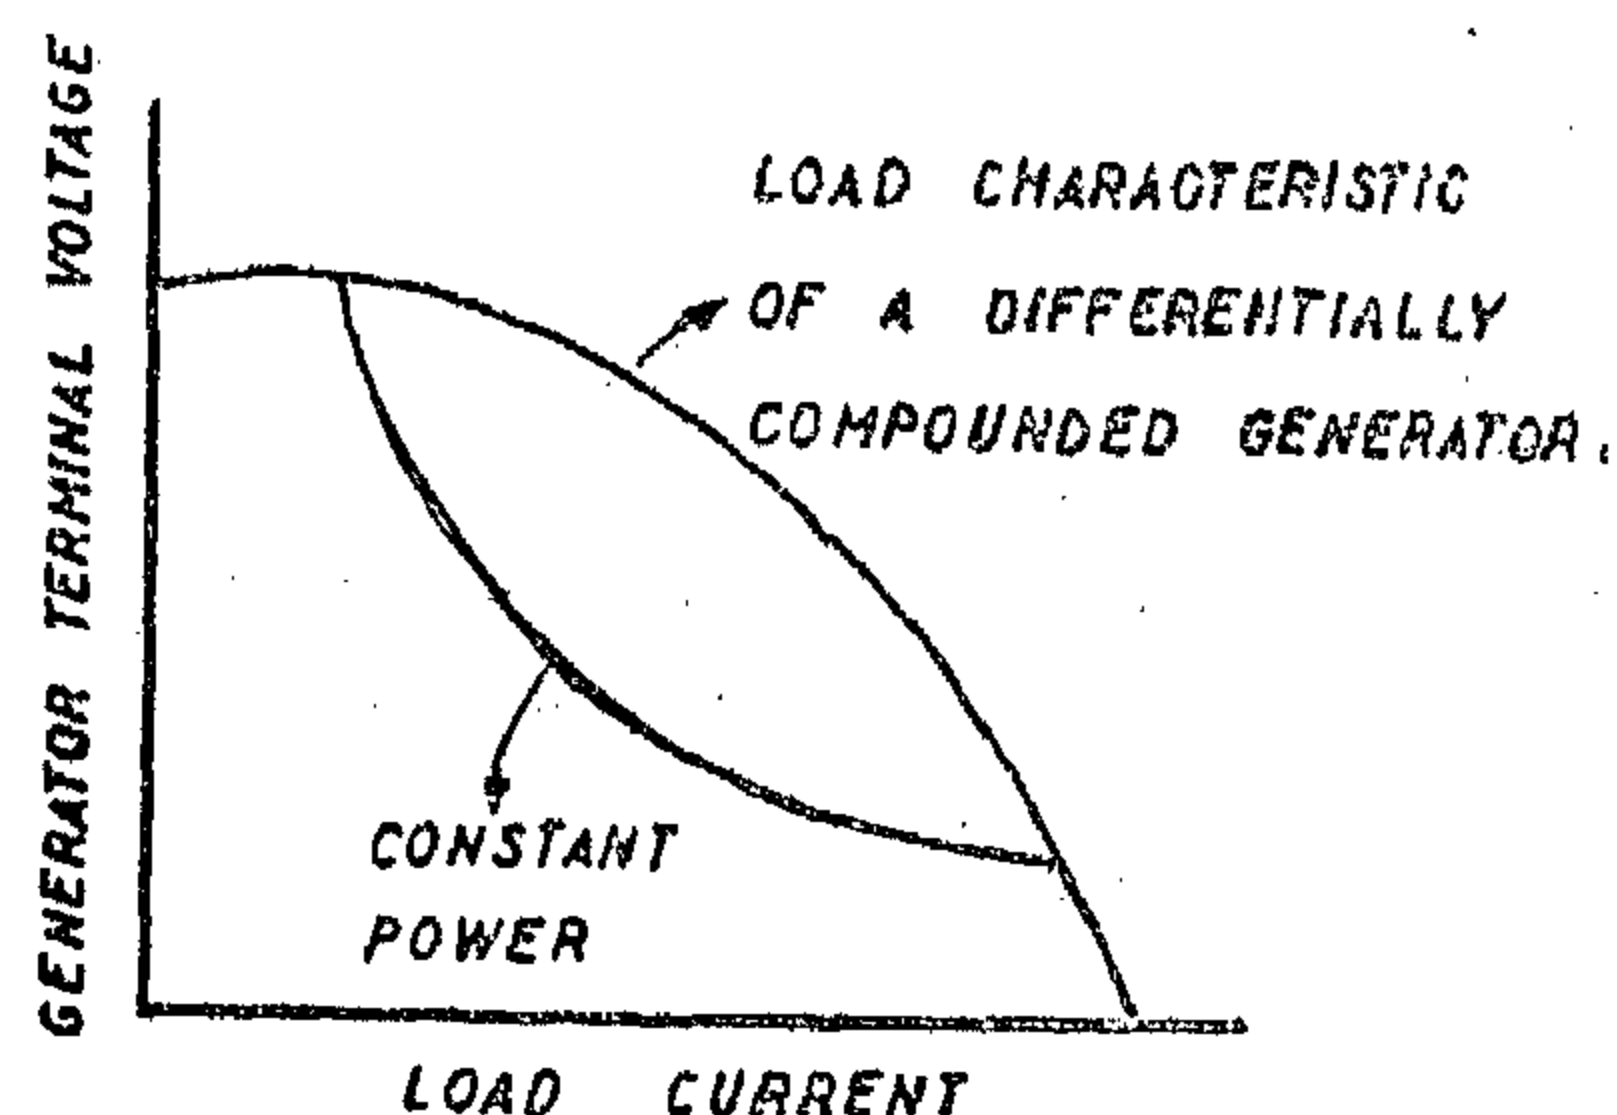 GENERATOR TERMINAL VOLTAGE
LOAD CHARACTERISTIC
OF A DIFFERENTIALLY
COMPOUNDED GENERATOR.
CONSTANT
POWER
LOAD CURRENT